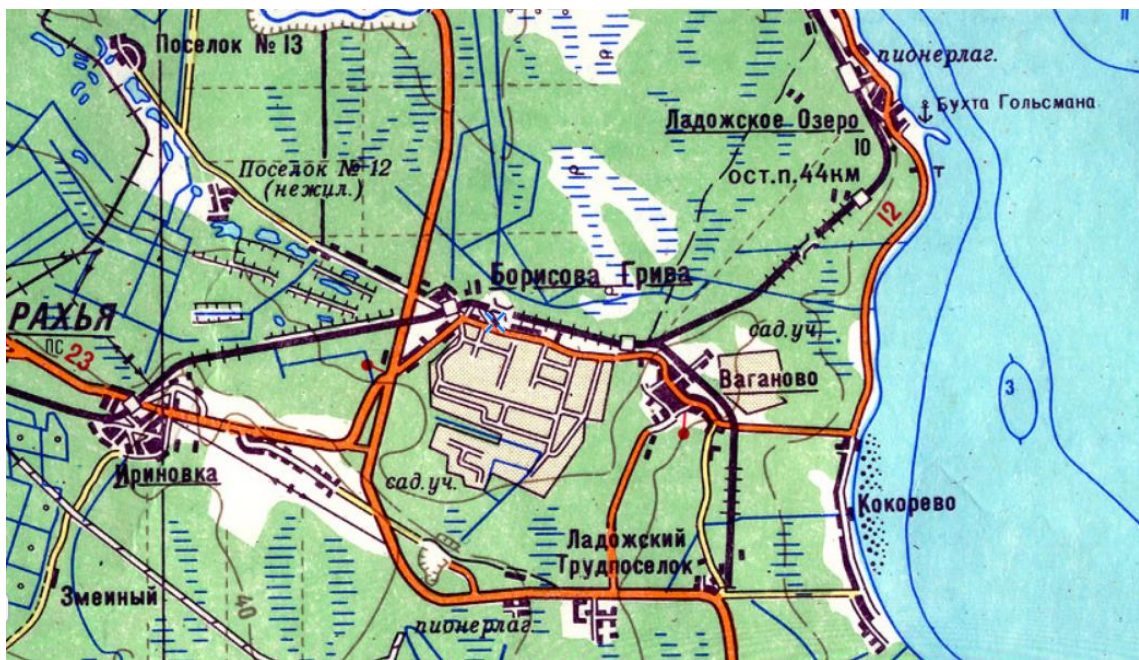 Поселок № 13
пионерлаг.
Бухта Гольсмана
Ладожское Озеро
10
Поселок № 12
(нежил.)
ост.п. 44км
12
Борисова Грива
РАХЬЯ
ПС
23
сад. уч.
Ваганово
3
Ириновка
сад. уч.
Кокорево
Ладожский
Трудпоселок
Змеиный
40
пионерлаг.